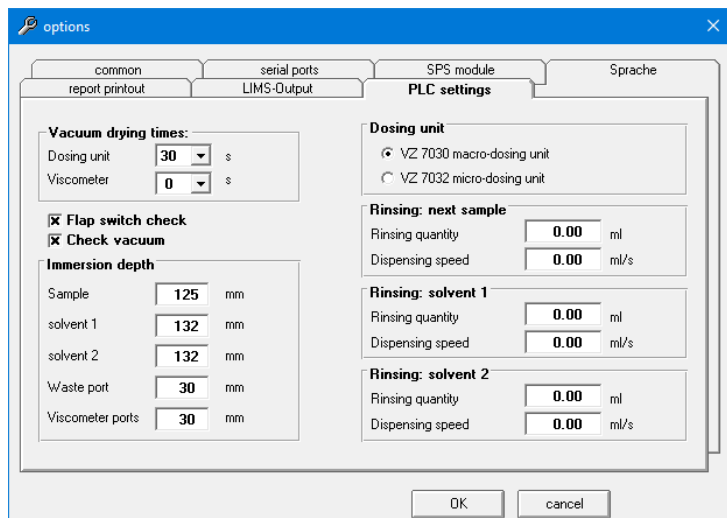 options
common
serial ports
SPS module
Sprache
report printout
LIMS-Output
PLC settings
Vacuum drying times:
Dosing unit 30 s
Viscometer 0 s
Flap switch check
Check vacuum
Immersion depth
Sample 125 mm
solvent 1 132 mm
solvent 2 132 mm
Waste port 30 mm
Viscometer ports 30 mm
Dosing unit
VZ 7030 macro-dosing unit
VZ 7032 micro-dosing unit
Rinsing: next sample
Rinsing quantity 0.00 ml
Dispensing speed 0.00 ml/s
Rinsing: solvent 1
Rinsing quantity 0.00 ml
Dispensing speed 0.00 ml/s
Rinsing: solvent 2
Rinsing quantity 0.00 ml
Dispensing speed 0.00 ml/s
OK
cancel